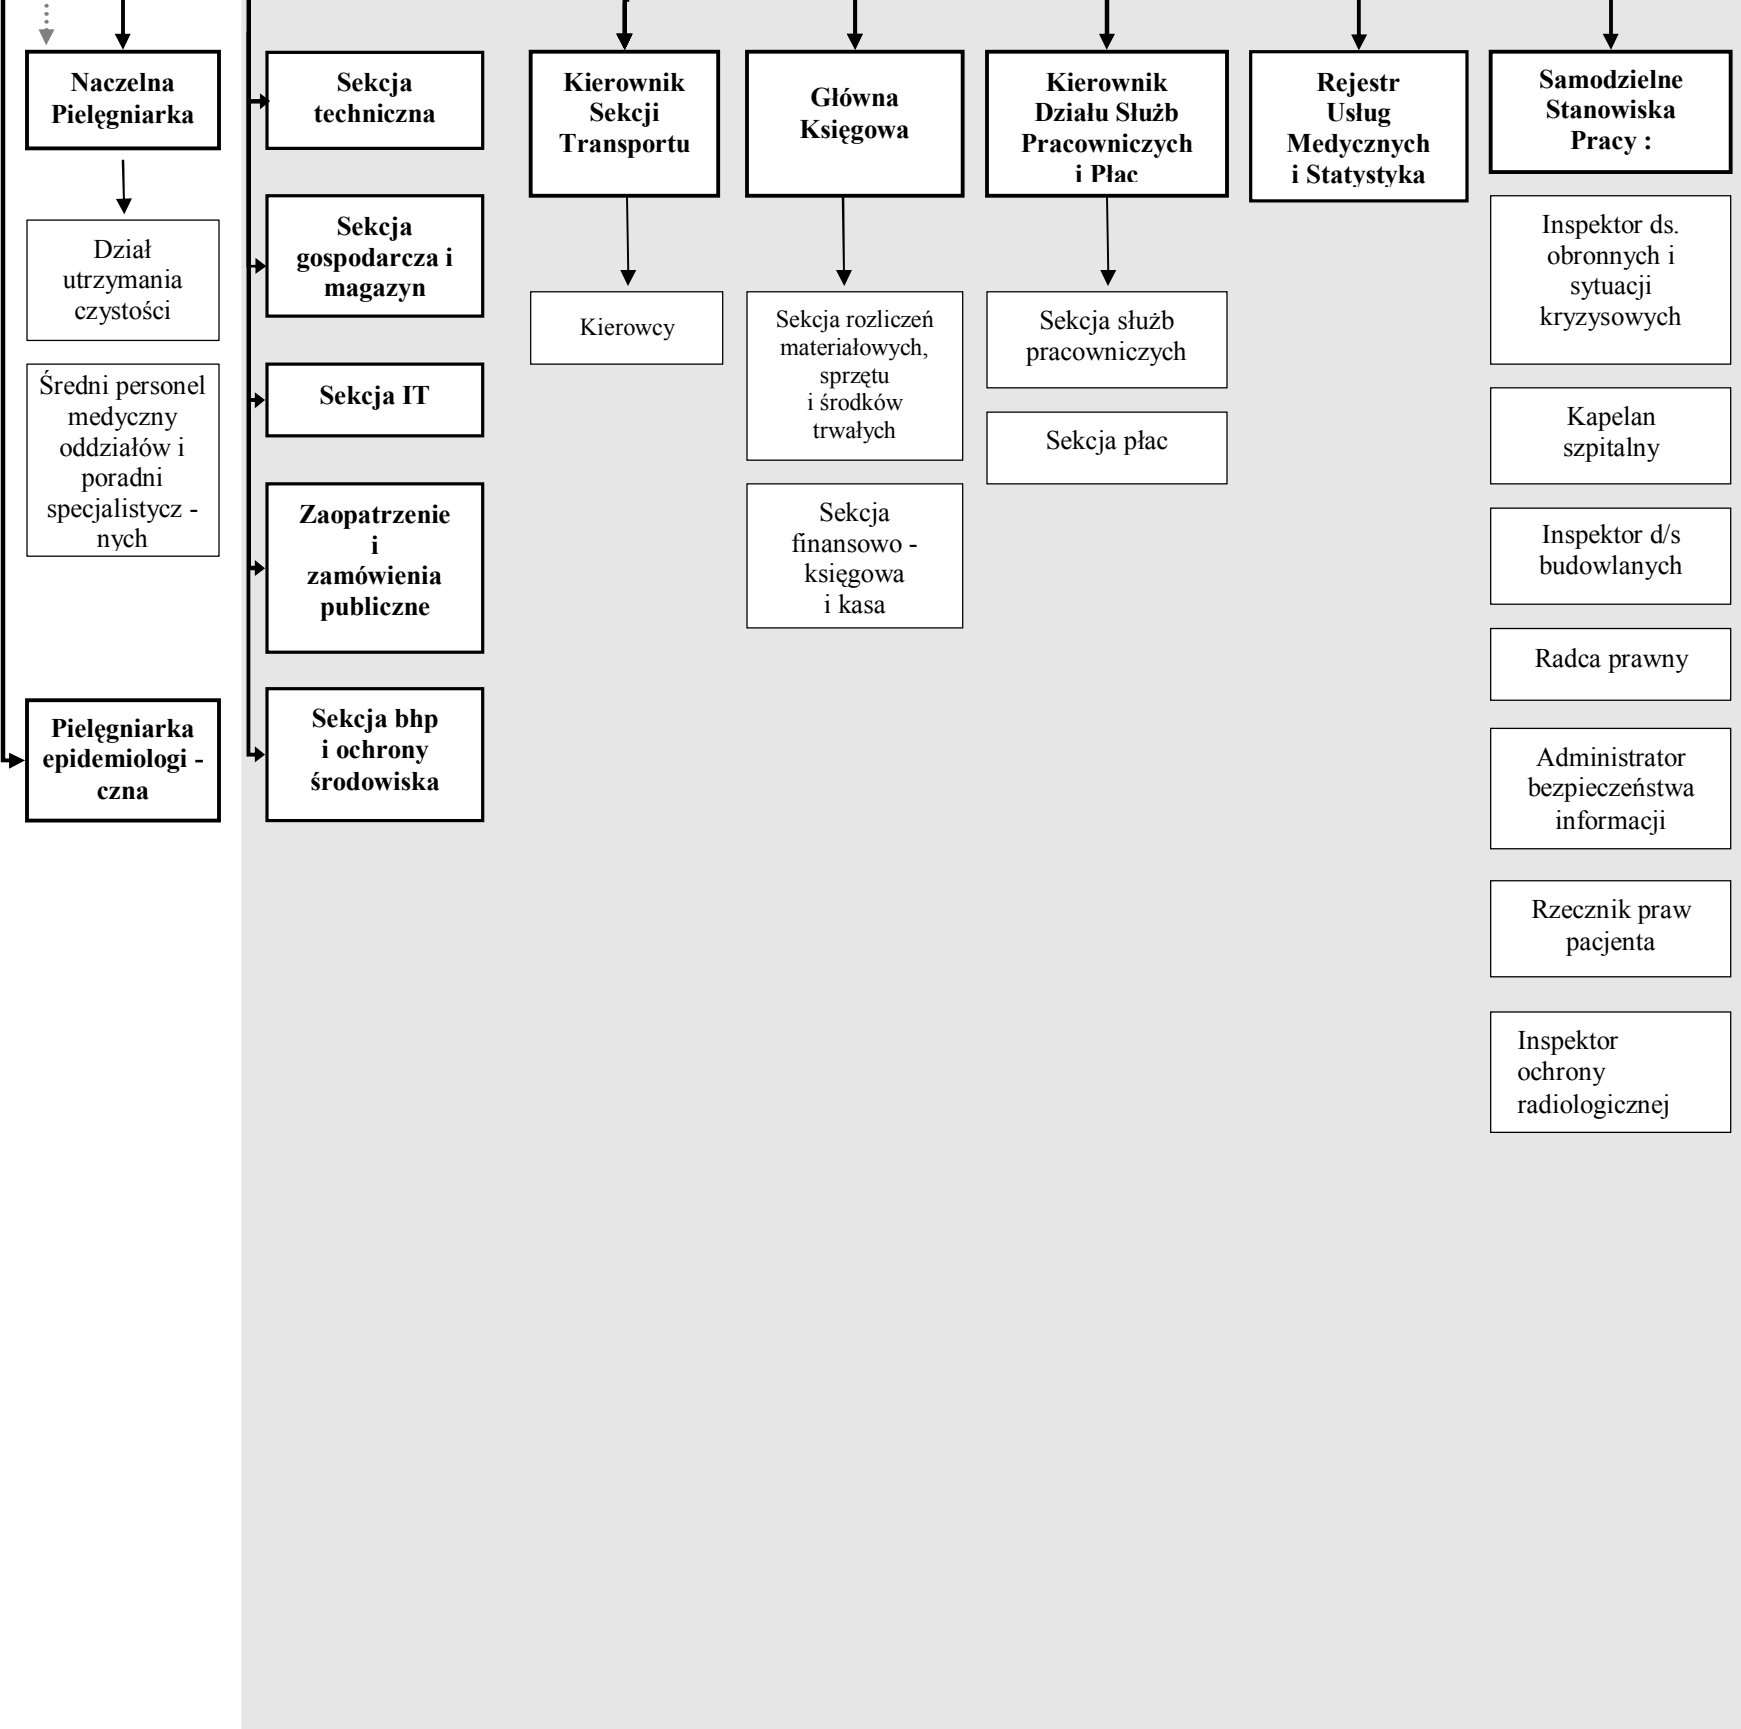 Naczelna
Pielęgniarka
Dział
utrzymania
czystości
Średni personel
medyczny
oddziałów i
poradni
specjalistycz -
nych
Pielęgniarka
epidemiologi -
czna
Sekcja
techniczna
Sekcja
gospodarcza i
magazyn
Sekcja IT
Zaopatrzenie
i
zamówienia
publiczne
Sekcja bhp
i ochrony
środowiska
Kierownik
Sekcji
Transportu
Kierowcy
Główna
Księgowa
Sekcja rozliczeń
materiałowych,
sprzętu
i środków
trwałych
Sekcja
finansowo -
księgowa
i kasa
Kierownik
Działu Służb
Pracowniczych
i Płac
Sekcja służb
pracowniczych
Sekcja płac
Rejestr
Usług
Medycznych
i Statystyka
Samodzielne
Stanowiska
Pracy :
Inspektor ds.
obronnych i
sytuacji
kryzysowych
Kapelan
szpitalny
Inspektor d/s
budowlanych
Radca prawny
Administrator
bezpieczeństwa
informacji
Rzecznik praw
pacjenta
Inspektor
ochrony
radiologicznej